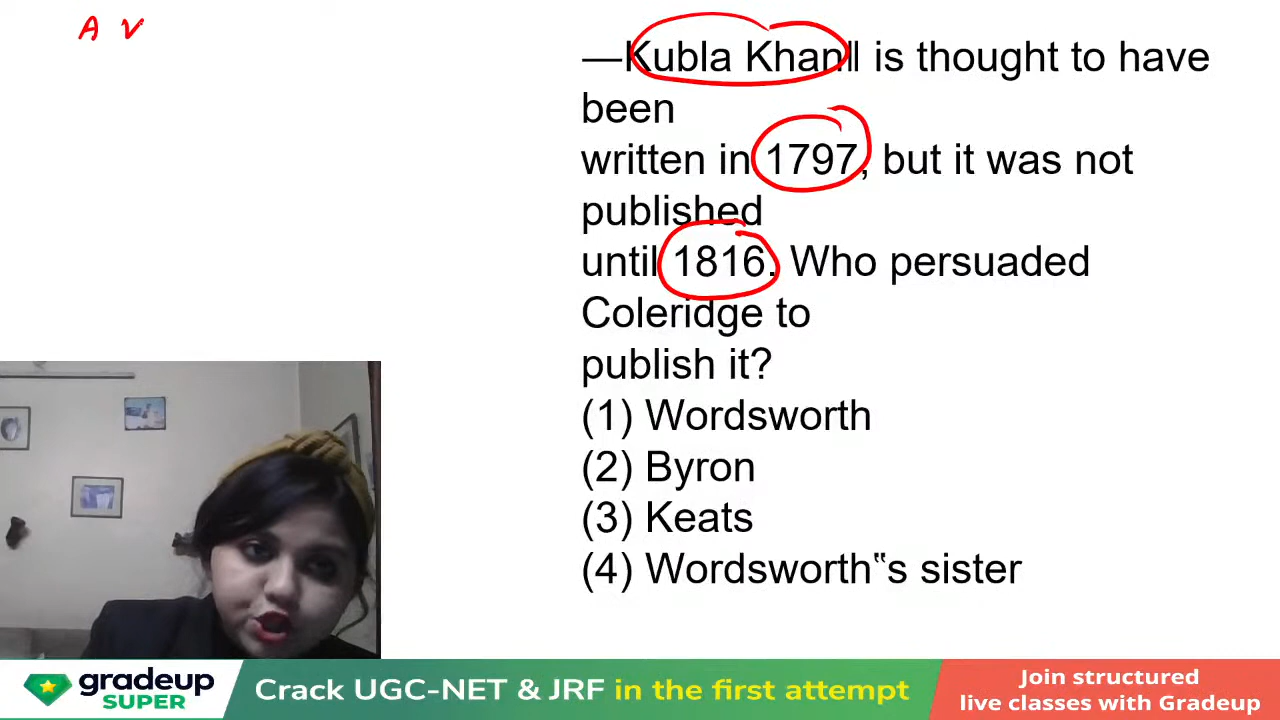 A V
—Kubla Khan‖ is thought to have
been
written in 1797, but it was not
published
until 1816. Who persuaded
Coleridge to
publish it?
(1) Wordsworth
(2) Byron
(3) Keats
(4) Wordsworth‟s sister
gradeup
SUPER
Crack UGC-NET & JRF in the first attempt
Join structured
live classes with Gradeup